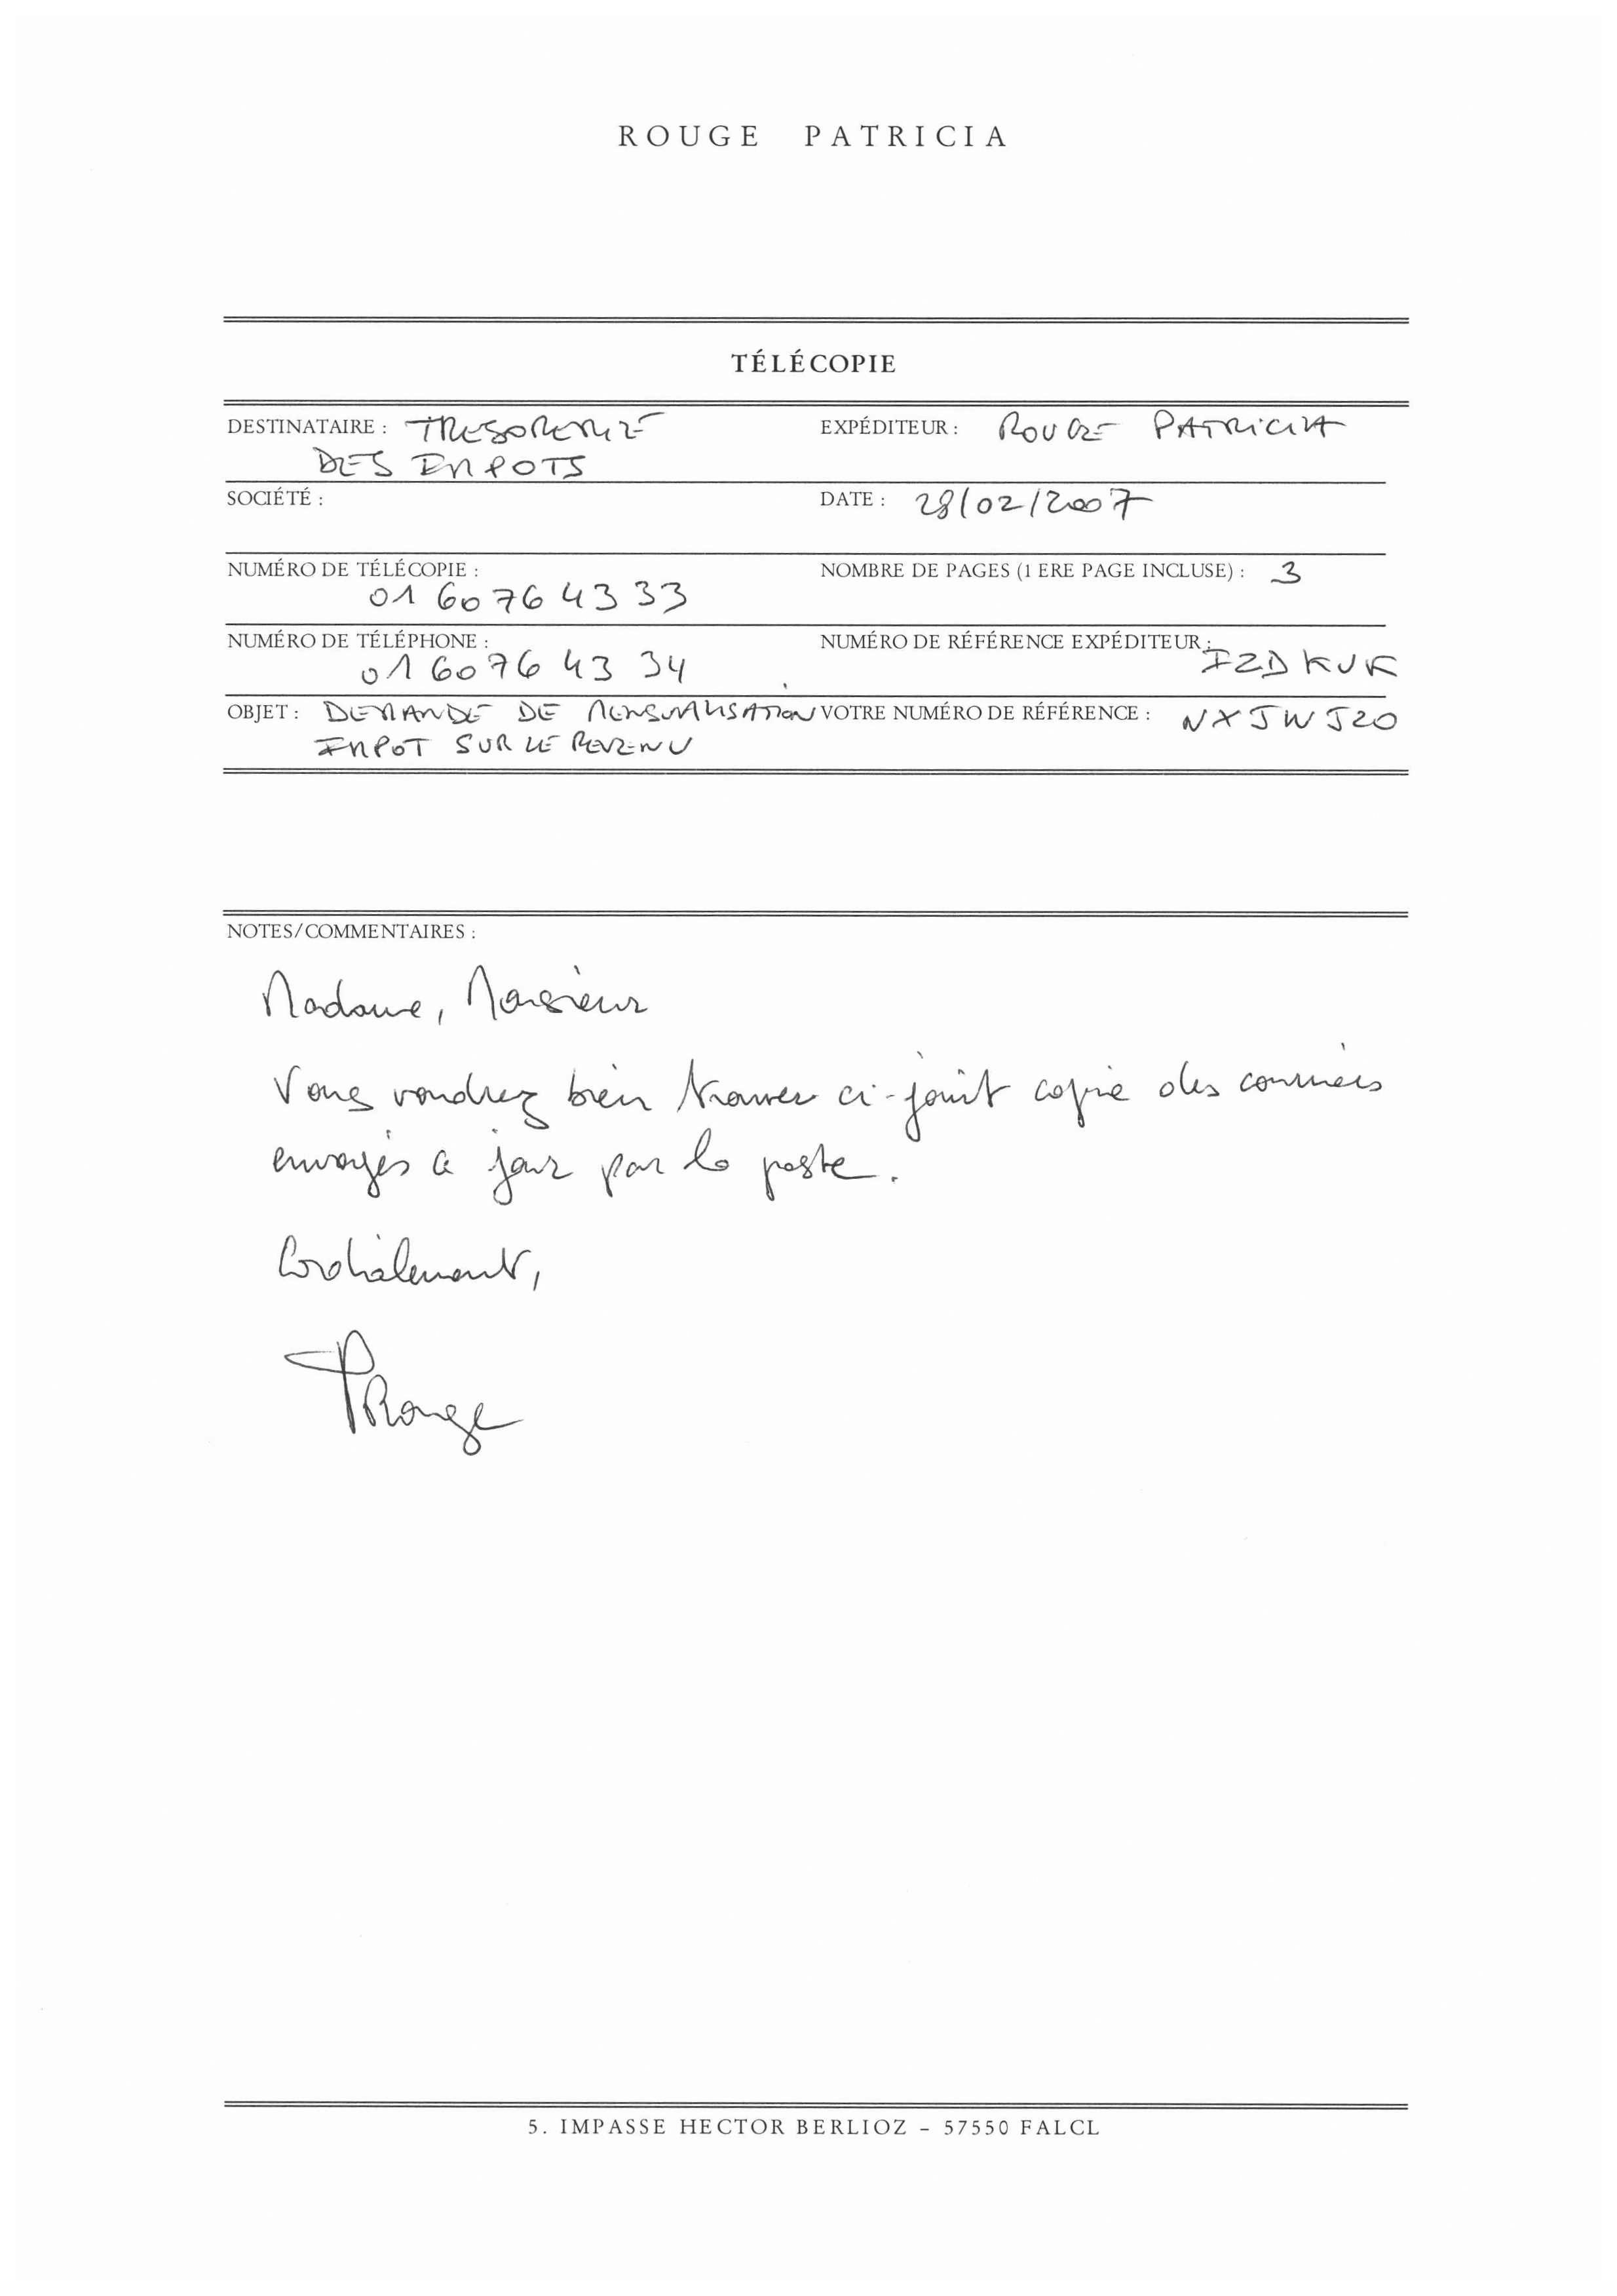 ROUGE PATRICIA
TÉLÉCOPIE
DESTINATAIRE : TRESORERIE
DES IMPOTS
EXPÉDITEUR : ROUGE PATRICIA
SOCIÉTÉ :
DATE : 28/02/2007
NUMÉRO DE TÉLÉCOPIE :
01 60 76 43 33
NOMBRE DE PAGES (1 ERE PAGE INCLUSE) : 3
NUMÉRO DE TÉLÉPHONE :
01 60 76 43 34
NUMÉRO DE RÉFÉRENCE EXPÉDITEUR :
IZDKUK
OBJET : DEMANDE DE MENSUALISATION
IMPOT SUR LE REVENU
VOTRE NUMÉRO DE RÉFÉRENCE : NXJWJ20
NOTES/COMMENTAIRES :
Madame, Monsieur
Vous voudrez bien trouver ci-joint copie des courriers
envoyés a jour par la poste.
Cordialement,
PRouge
5. IMPASSE HECTOR BERLIOZ – 57550 FALCL